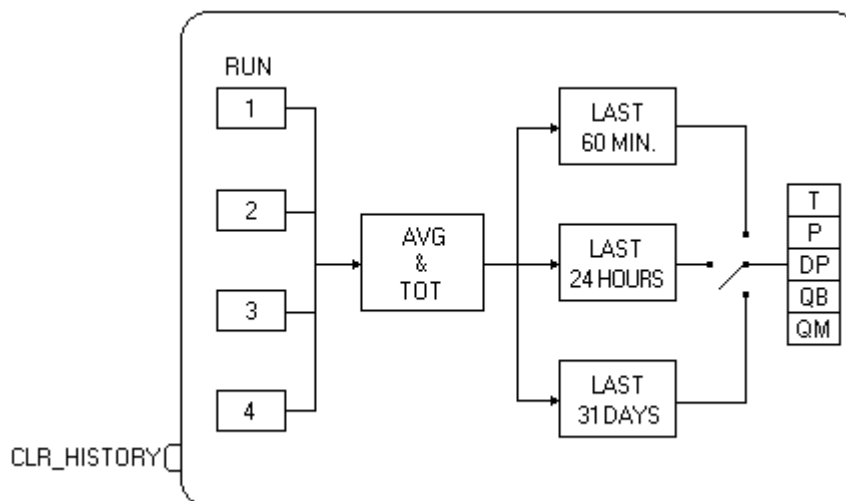 RUN
1
2
3
4
AVG
&
TOT
LAST
60 MIN.
LAST
24 HOURS
LAST
31 DAYS
T
P
DP
QB
QM
CLR_HISTORY